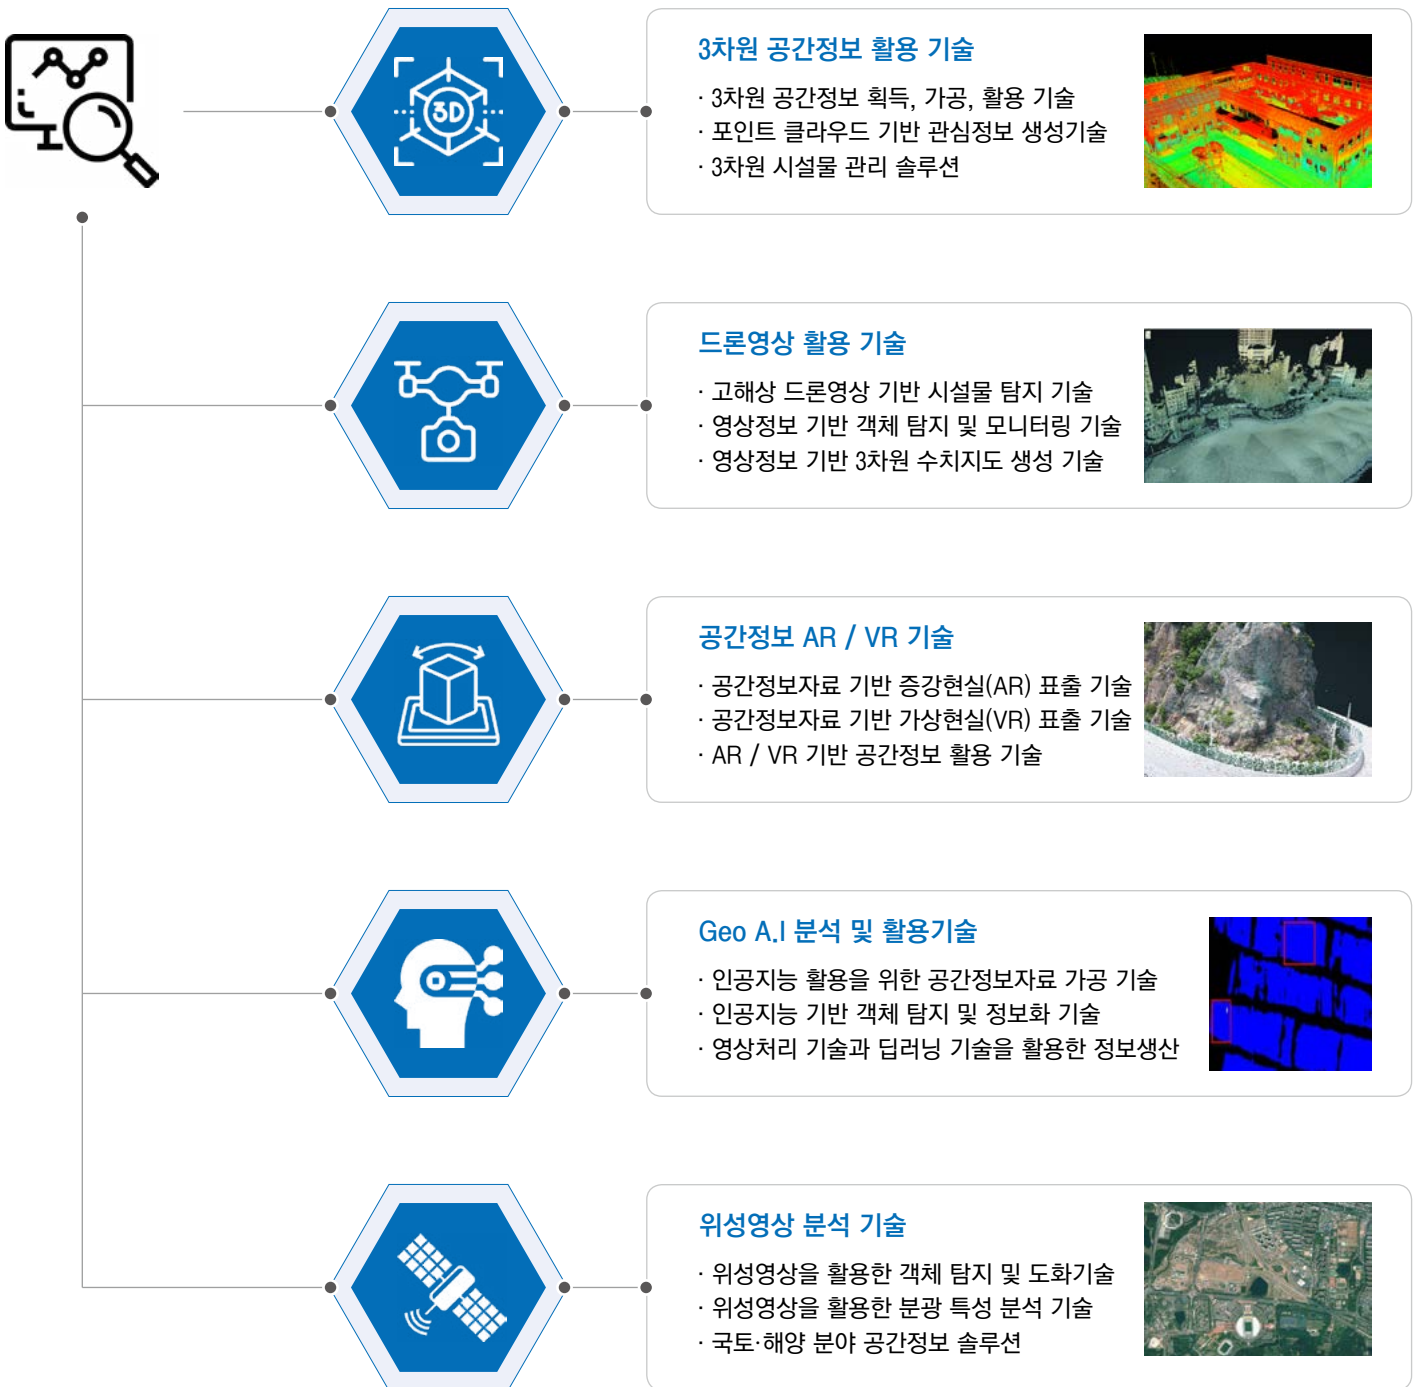 3D
3차원 공간정보 활용 기술
· 3차원 공간정보 획득, 가공, 활용 기술
· 포인트 클라우드 기반 관심정보 생성기술
· 3차원 시설물 관리 솔루션
드론영상 활용 기술
· 고해상 드론영상 기반 시설물 탐지 기술
· 영상정보 기반 객체 탐지 및 모니터링 기술
· 영상정보 기반 3차원 수치지도 생성 기술
공간정보 AR / VR 기술
· 공간정보자료 기반 증강현실(AR) 표출 기술
· 공간정보자료 기반 가상현실(VR) 표출 기술
· AR / VR 기반 공간정보 활용 기술
Geo A.I 분석 및 활용기술
· 인공지능 활용을 위한 공간정보자료 가공 기술
· 인공지능 기반 객체 탐지 및 정보화 기술
· 영상처리 기술과 딥러닝 기술을 활용한 정보생산
위성영상 분석 기술
· 위성영상을 활용한 객체 탐지 및 도화기술
· 위성영상을 활용한 분광 특성 분석 기술
· 국토·해양 분야 공간정보 솔루션